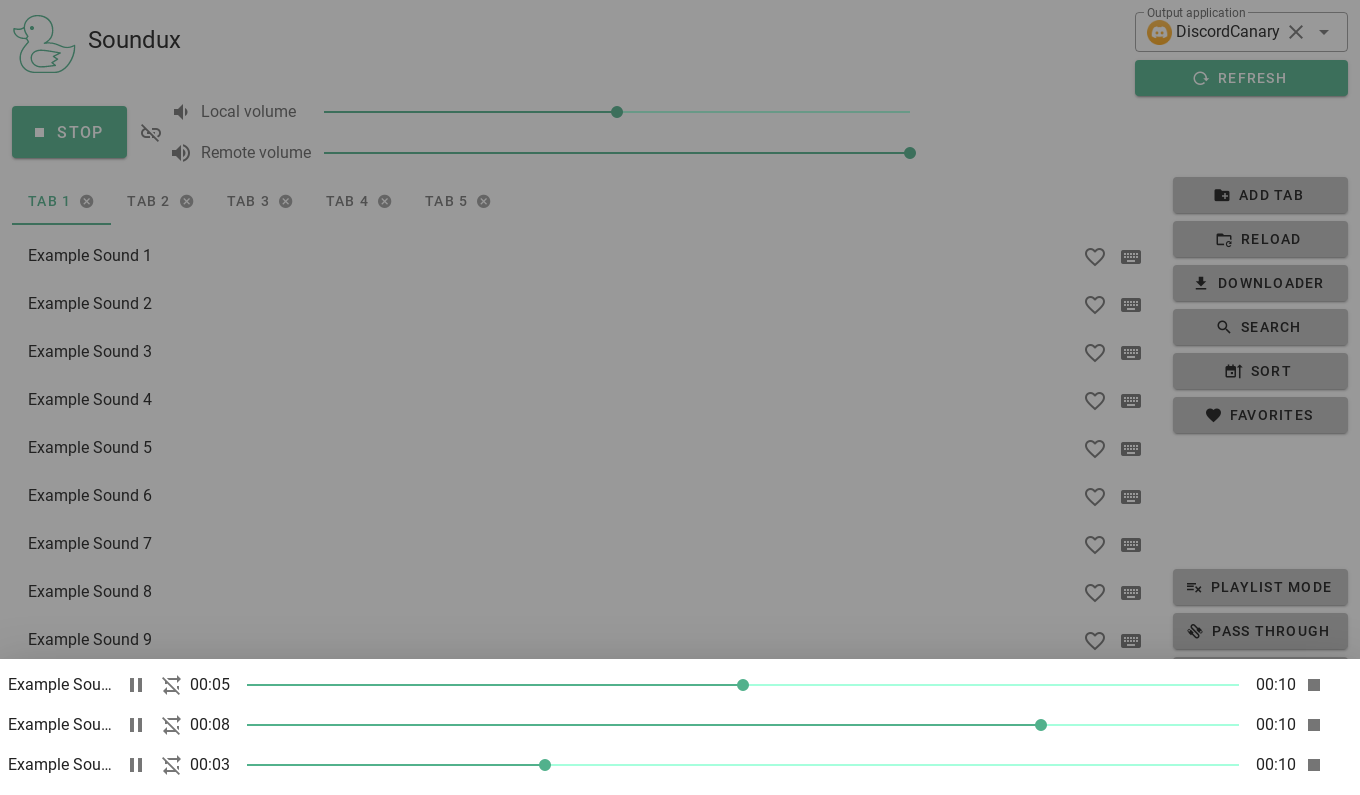 Soundux
Output application
DiscordCanary
REFRESH
STOP
Local volume
Remote volume
TAB 1
TAB 2
TAB 3
TAB 4
TAB 5
Example Sound 1
Example Sound 2
Example Sound 3
Example Sound 4
Example Sound 5
Example Sound 6
Example Sound 7
Example Sound 8
Example Sound 9
ADD TAB
RELOAD
DOWNLOADER
SEARCH
SORT
FAVORITES
PLAYLIST MODE
PASS THROUGH
Example Sou... 00:05 00:10
Example Sou... 00:08 00:10
Example Sou... 00:03 00:10